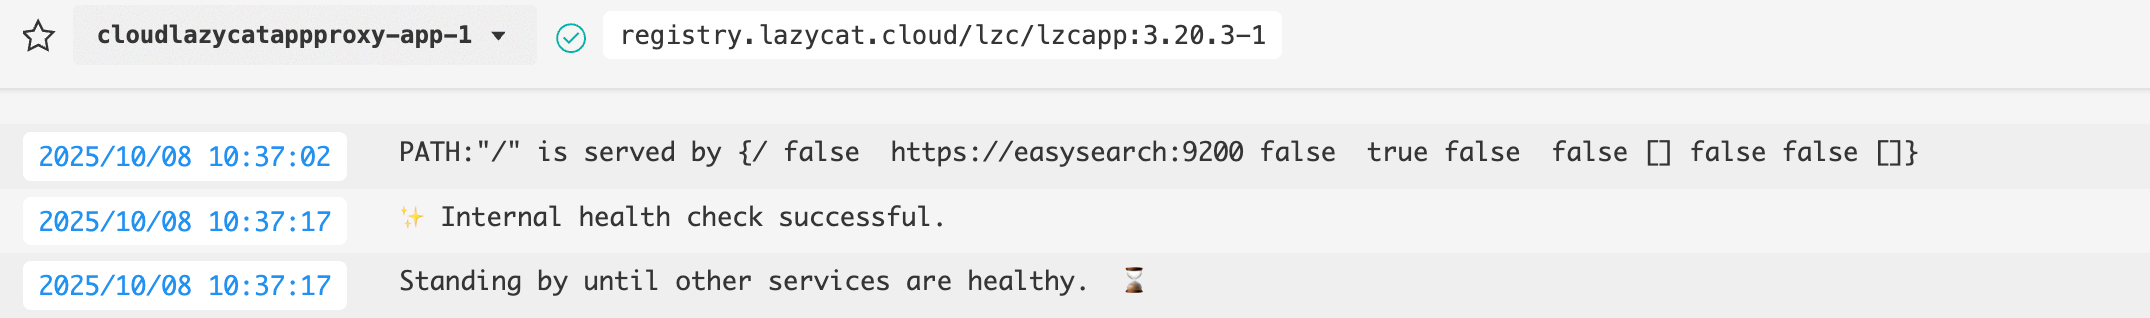 cloudlazycatappproxy-app-1 registry.lazycat.cloud/lzc/lzcapp:3.20.3-1
2025/10/08 10:37:02 PATH:"/" is served by {/ false  https://easysearch:9200 false  true false  false [] false false []}
2025/10/08 10:37:17 ✨ Internal health check successful.
2025/10/08 10:37:17 Standing by until other services are healthy. ⏳